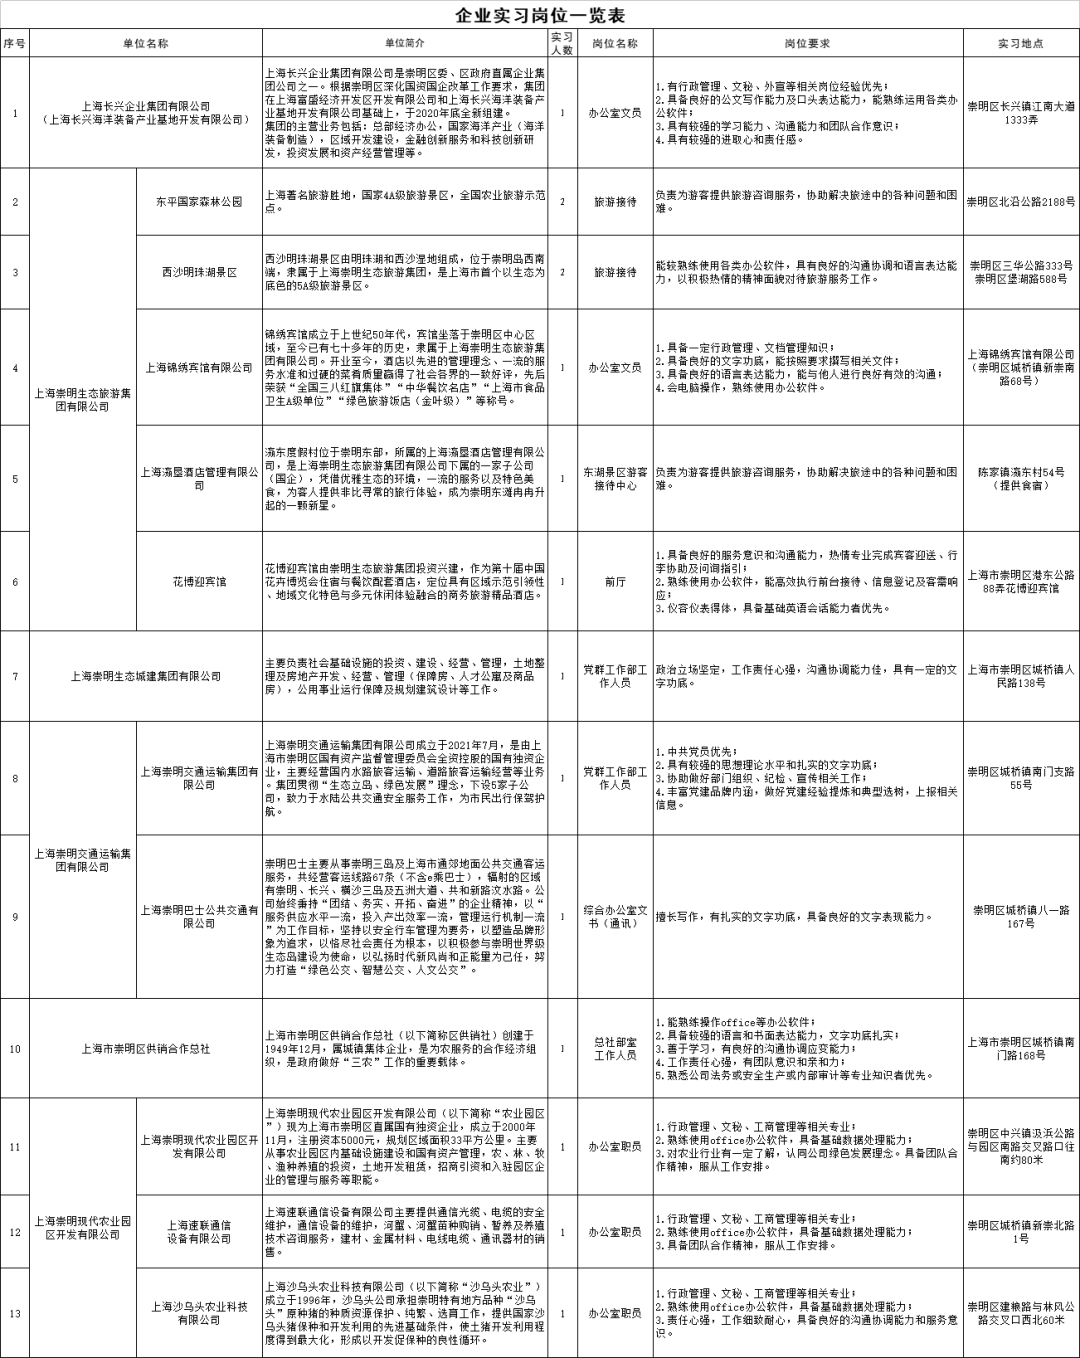 企业实习岗位一览表
序号
单位名称
单位简介
实习
人数
岗位名称
岗位要求
实习地点
1
上海长兴企业集团有限公司
（上海长兴海洋装备产业基地开发有限公司）
上海长兴企业集团有限公司是崇明区委、区政府直属企业集
团公司之一。根据崇明区深化国资国企改革工作要求，集团
在上海富盛经济开发区开发有限公司和上海长兴海洋装备产
业基地开发有限公司基础上，于2020年底全新组建。
集团的主营业务包括：总部经济办公，国家海洋产业（海洋
装备制造），区域开发建设，金融创新服务和科技创新研
发，投资发展和资产经营管理等。
1
办公室文员
1.有行政管理、文秘、外宣等相关岗位经验优先；
2.具备良好的公文写作能力及口头表达能力，能熟练运用各类办
公软件；
3.具有较强的学习能力、沟通能力和团队合作意识；
4.具有较强的进取心和责任感。
崇明区长兴镇江南大道
1333弄
上海崇明生态旅游集
团有限公司
2
东平国家森林公园
上海著名旅游胜地，国家4A级旅游景区，全国农业旅游示范
点。
2
旅游接待
负责为游客提供旅游咨询服务，协助解决旅途中的各种问题和困
难。
崇明区北沿公路2188号
3
西沙明珠湖景区
西沙明珠湖景区由明珠湖和西沙湿地组成，位于崇明岛西南
端，隶属于上海崇明生态旅游集团，是上海市首个以生态为
底色的5A级旅游景区。
2
旅游接待
能较熟练使用各类办公软件，具有良好的沟通协调和语言表达能
力，以积极热情的精神面貌对待旅游服务工作。
崇明区三华公路333号
崇明区堡湖路588号
4
上海锦绣宾馆有限公司
锦绣宾馆成立于上世纪50年代，宾馆坐落于崇明区中心区
域，至今已有七十多年的历史，隶属于上海崇明生态旅游集
团有限公司。开业至今，酒店以先进的管理理念、一流的服
务水准和过硬的菜肴质量赢得了社会各界的一致好评，先后
荣获“全国三八红旗集体”“中华餐饮名店”“上海市食品
卫生A级单位”“绿色旅游饭店（金叶级）”等称号。
1
办公室文员
1.具备一定行政管理、文档管理知识；
2.具备良好的文字功底，能按照要求撰写相关文件；
3.具备良好的语言表达能力，能与他人进行良好有效的沟通；
4.会电脑操作，熟练使用办公软件。
上海锦绣宾馆有限公司
（崇明区城桥镇新崇南
路68号）
5
上海瀛垦酒店管理有限公
司
瀛东度假村位于崇明东部，所属的上海瀛垦酒店管理有限公
司，是上海崇明生态旅游集团有限公司下属的一家子公司
（国企），凭借优雅生态的环境，一流的服务以及特色美
食，为客人提供非比寻常的旅行体验，成为崇明东滩冉冉升
起的一颗新星。
1
东湖景区游客
接待中心
负责为游客提供旅游咨询服务，协助解决旅途中的各种问题和困
难。
陈家镇瀛东村54号
（提供食宿）
6
花博迎宾馆
花博迎宾馆由崇明生态旅游集团投资兴建，作为第十届中国
花卉博览会住宿与餐饮配套酒店，定位具有区域示范引领性
、地域文化特色与多元休闲体验融合的商务旅游精品酒店。
1
前厅
1.具备良好的服务意识和沟通能力，热情专业完成宾客迎送、行
李协助及问询指引；
2.熟练使用办公软件，能高效执行前台接待、信息登记及客需响
应；
3.仪容仪表得体，具备基础英语会话能力者优先。
上海市崇明区港东公路
88弄花博迎宾馆
7
上海崇明生态城建集团有限公司
主要负责社会基础设施的投资、建设、经营、管理，土地整
理及房地产开发、经营、管理（保障房、人才公寓及商品
房），公用事业运行保障及规划建筑设计等工作。
1
党群工作部工
作人员
政治立场坚定，工作责任心强，沟通协调能力佳，具有一定的文
字功底。
上海市崇明区城桥镇人
民路138号
上海崇明交通运输集
团有限公司
8
上海崇明交通运输集团有
限公司
上海崇明交通运输集团有限公司成立于2021年7月，是由上
海市崇明区国有资产监督管理委员会全资控股的国有独资企
业，主要经营国内水路旅客运输、道路旅客运输经营等业务
。集团贯彻“生态立岛、绿色发展”理念，下设5家子公
司，致力于水陆公共交通安全服务工作，为市民出行保驾护
航。
1
党群工作部工
作人员
1.中共党员优先；
2.具有较强的思想理论水平和扎实的文字功底；
3.协助做好部门组织、纪检、宣传相关工作；
4.丰富党建品牌内涵，做好党建经验提炼和典型选树，上报相关
信息。
崇明区城桥镇南门支路
55号
9
上海崇明巴士公共交通有
限公司
崇明巴士主要从事崇明三岛及上海市通郊地面公共交通客运
服务，共经营客运线路67条（不含e乘巴士），辐射的区域
有崇明、长兴、横沙三岛及五洲大道、共和新路汶水路。公
司始终秉持“团结、务实、开拓、奋进”的企业精神，以“
服务供应水平一流，投入产出效率一流，管理运行机制一流
”为工作目标，坚持以安全行车管理为要务，以塑造品牌形
象为追求，以恪尽社会责任为根本，以积极参与崇明世界级
生态岛建设为使命，以弘扬时代新风尚和正能量为己任，努
力打造“绿色公交、智慧公交、人文公交”。
1
综合办公室文
书（通讯）
擅长写作，有扎实的文字功底，具备良好的文字表现能力。
崇明区城桥镇八一路
167号
10
上海市崇明区供销合作总社
上海市崇明区供销合作总社（以下简称区供销社）创建于
1949年12月，属城镇集体企业，是为农服务的合作经济组
织，是政府做好“三农”工作的重要载体。
1
总社部室
工作人员
1.能熟练操作office等办公软件；
2.具备较强的语言和书面表达能力，文字功底扎实；
3.善于学习，有良好的沟通协调应变能力；
4.工作责任心强，有团队意识和亲和力；
5.熟悉公司法务或安全生产或内部审计等专业知识者优先。
上海市崇明区城桥镇南
门路168号
上海崇明现代农业园
区开发有限公司
11
上海崇明现代农业园区开
发有限公司
上海崇明现代农业园区开发有限公司（以下简称“农业园区
”）现为上海市崇明区直属国有独资企业，成立于2000年
11月，注册资本5000元，规划区域面积33平方公里。主要
从事农业园区内基础设施建设和国有资产管理，农、林、牧
、渔种养殖的投资，土地开发租赁，招商引资和入驻园区企
业的管理与服务等职能。
1
办公室职员
1.行政管理、文秘、工商管理等相关专业；
2.熟练使用office办公软件，具备基础数据处理能力；
3.对农业行业有一定了解，认同公司绿色发展理念。具备团队合
作精神，服从工作安排。
崇明区中兴镇汲浜公路
与园区南路交叉路口往
南约80米
12
上海速联通信
设备有限公司
上海速联通信设备有限公司主要提供通信光缆、电缆的安全
维护，通信设备的维护，河蟹、河蟹苗种购销、暂养及养殖
技术咨询服务，建材、金属材料、电线电缆、通讯器材的销
售。
1
办公室职员
1.行政管理、文秘、工商管理等相关专业；
2.熟练使用office办公软件，具备基础数据处理能力；
3.具备团队合作精神，服从工作安排。
崇明区城桥镇新崇北路
1号
13
上海沙乌头农业科技
有限公司
上海沙乌头农业科技有限公司（以下简称“沙乌头农业”）
成立于1996年，沙乌头公司承担崇明特有地方品种“沙乌
头”原种猪的种质资源保护、纯繁、选育工作，提供国家沙
乌头猪保种和开发利用的先进基础条件，使土猪开发利用程
度得到最大化，形成以开发促保种的良性循环。
1
办公室职员
1.行政管理、文秘、工商管理等相关专业；
2.熟练使用office办公软件，具备基础数据处理能力；
3.责任心强，工作细致耐心，具备良好的沟通协调能力和服务意
识。
崇明区建粮路与林风公
路交叉口西北60米